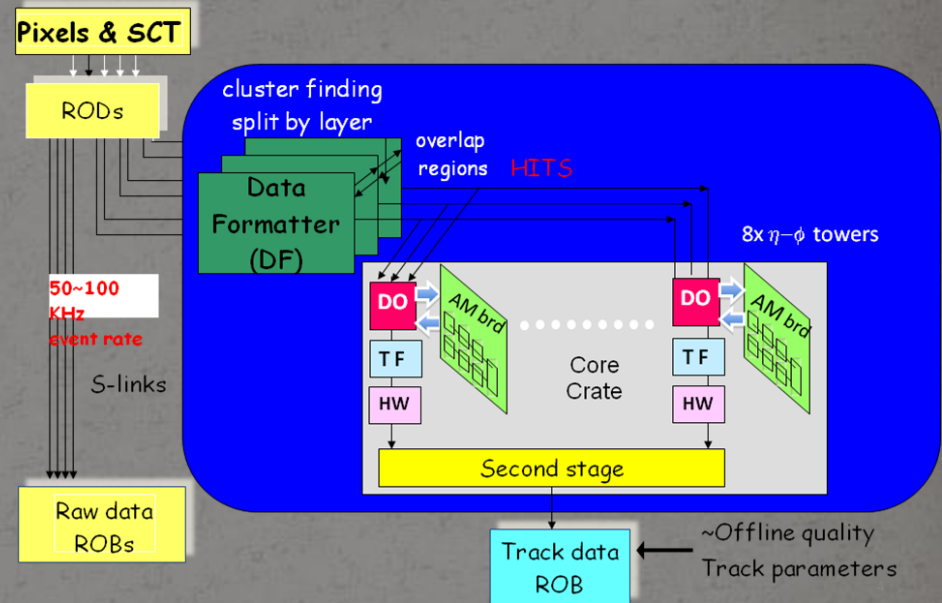 Pixels & SCT
RODs
cluster finding
split by layer
overlap
regions
HITS
Data
Formatter
(DF)
8x η–ϕ towers
50~100
KHz
event rate
S-links
DO
AM brd
TF
HW
DO
AM brd
TF
HW
Core
Crate
Second stage
Raw data
ROBs
Track data
ROB
~Offline quality
Track parameters